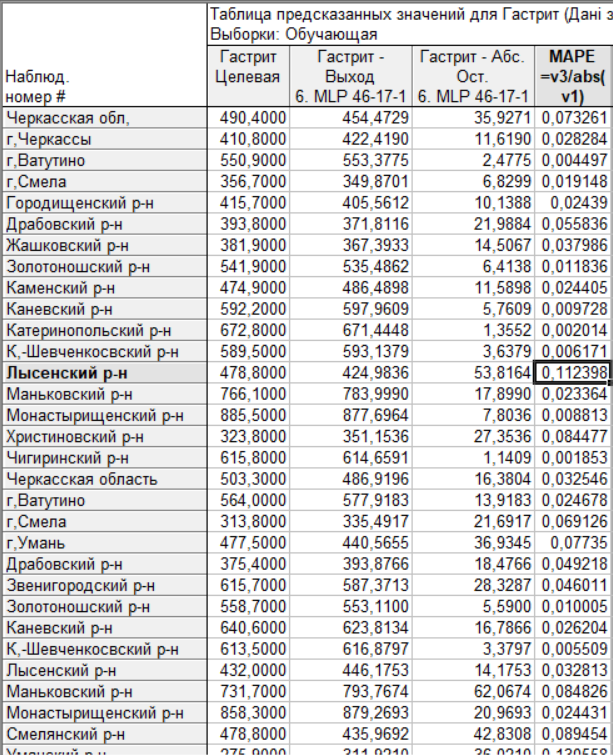 Таблица предсказанных значений для Гастрит (Дані з
Выборки: Обучающая
Наблюд. номер # Гастрит Целевая Гастрит - Выход 6. MLP 46-17-1 Гастрит - Абс. Ост. 6. MLP 46-17-1 MAPE =v3/abs( v1)
Черкасская обл, 490,4000 454,4729 35,9271 0,073261
г,Черкассы 410,8000 422,4190 11,6190 0,028284
г,Ватутино 550,9000 553,3775 2,4775 0,004497
г,Смела 356,7000 349,8701 6,8299 0,019148
Городищенский р-н 415,7000 405,5612 10,1388 0,02439
Драбовский р-н 393,8000 371,8116 21,9884 0,055836
Жашковский р-н 381,9000 367,3933 14,5067 0,037986
Золотоношский р-н 541,9000 535,4862 6,4138 0,011836
Каменский р-н 474,9000 486,4898 11,5898 0,024405
Каневский р-н 592,2000 597,9609 5,7609 0,009728
Катеринопольский р-н 672,8000 671,4448 1,3552 0,002014
К,-Шевченкосвский р-н 589,5000 593,1379 3,6379 0,006171
Лысенский р-н 478,8000 424,9836 53,8164 0,112398
Маньковский р-н 766,1000 783,9990 17,8990 0,023364
Монастырищенский р-н 885,5000 877,6964 7,8036 0,008813
Христиновский р-н 323,8000 351,1536 27,3536 0,084477
Чигиринский р-н 615,8000 614,6591 1,1409 0,001853
Черкасская область 503,3000 486,9196 16,3804 0,032546
г,Ватутино 564,0000 577,9183 13,9183 0,024678
г,Смела 313,8000 335,4917 21,6917 0,069126
г,Умань 477,5000 440,5655 36,9345 0,07735
Драбовский р-н 375,4000 393,8766 18,4766 0,049218
Звенигородский р-н 615,7000 587,3713 28,3287 0,046011
Золотоношский р-н 558,7000 553,1100 5,5900 0,010005
Каневский р-н 640,6000 623,8134 16,7866 0,026204
К,-Шевченкосвский р-н 613,5000 616,8797 3,3797 0,005509
Лысенский р-н 432,0000 446,1753 14,1753 0,032813
Маньковский р-н 731,7000 793,7674 62,0674 0,084826
Монастырищенский р-н 858,3000 879,2693 20,9693 0,024431
Смелянский р-н 478,8000 435,9692 42,8308 0,089454